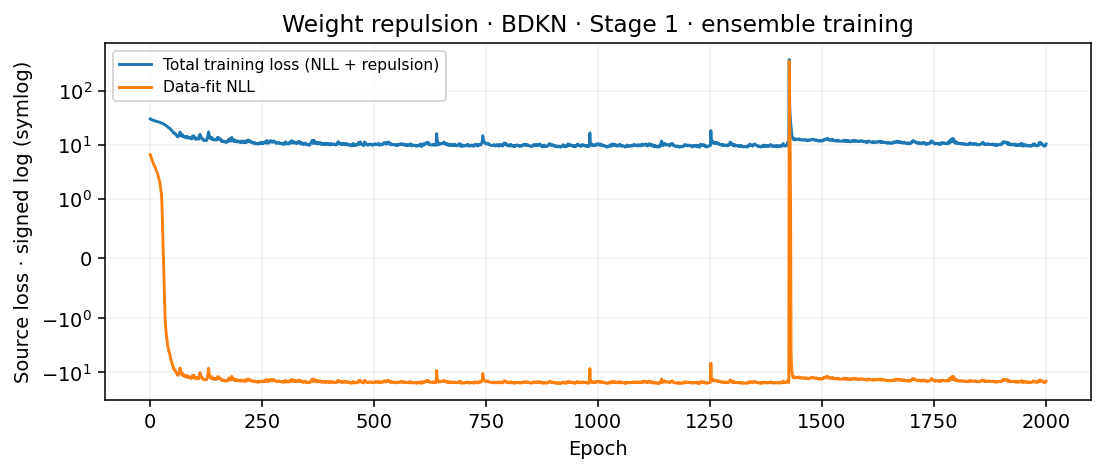 Weight repulsion · BDKN · Stage 1 · ensemble training
Total training loss (NLL + repulsion)
Data-fit NLL
Source loss · signed log (symlog)
10²
10¹
10⁰
0
−10⁰
−10¹
0 250 500 750 1000 1250 1500 1750 2000
Epoch